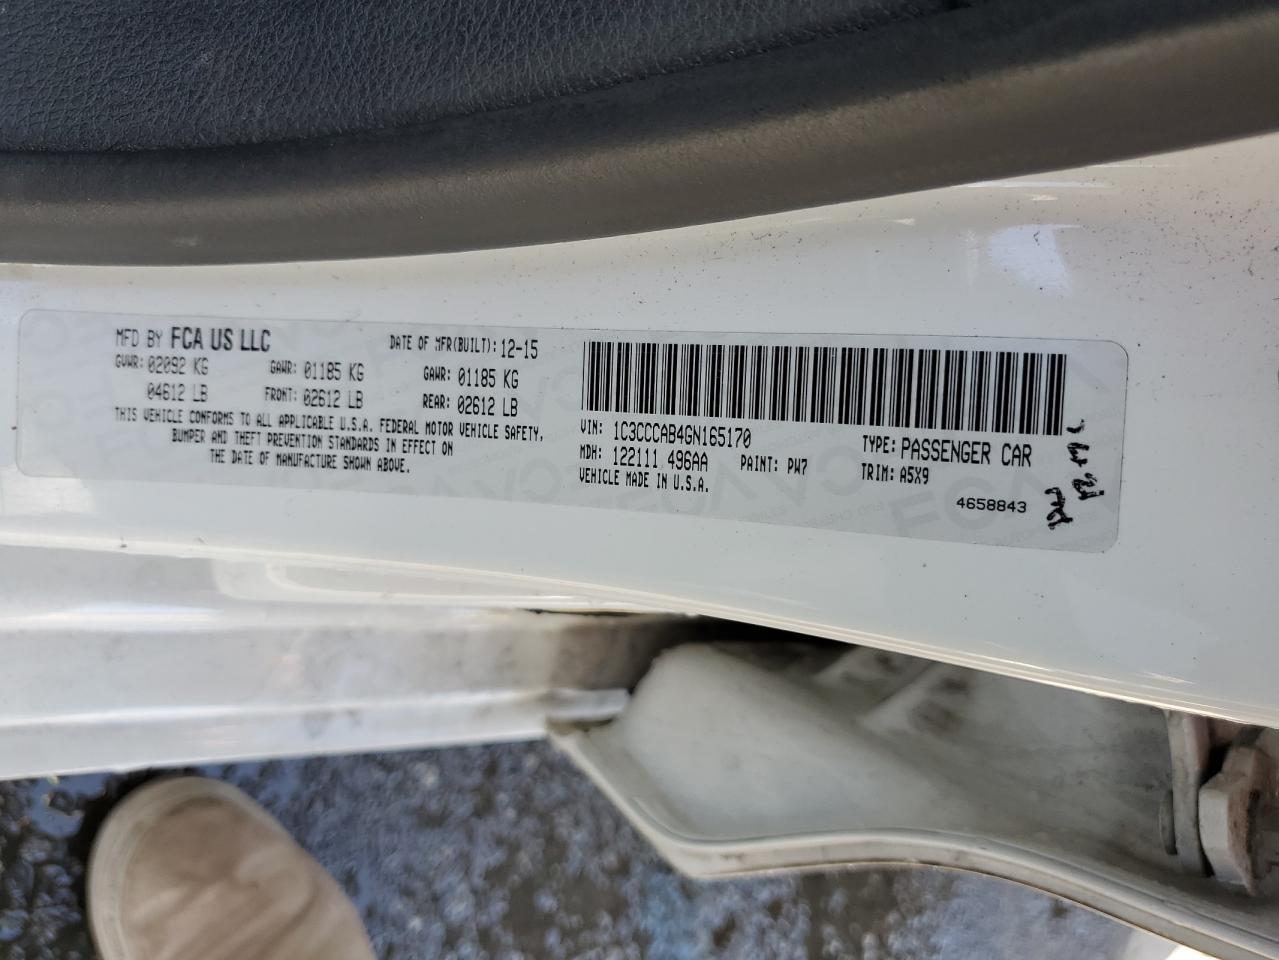 MFD BY FCA US LLC DATE OF MFR(BUILT): 12-15
GVWR: 02092 KG GAWR: 01185 KG GAWR: 01185 KG
04612 LB FRONT: 02612 LB REAR: 02612 LB
THIS VEHICLE CONFORMS TO ALL APPLICABLE U.S.A. FEDERAL MOTOR VEHICLE SAFETY,
BUMPER AND THEFT PREVENTION STANDARDS IN EFFECT ON
THE DATE OF MANUFACTURE SHOWN ABOVE.
VIN: 1C3CCCAB4GN165170 TYPE: PASSENGER CAR
MDH: 122111 496AA PAINT: PW7 TRIM: A5X9
VEHICLE MADE IN U.S.A.
4658843